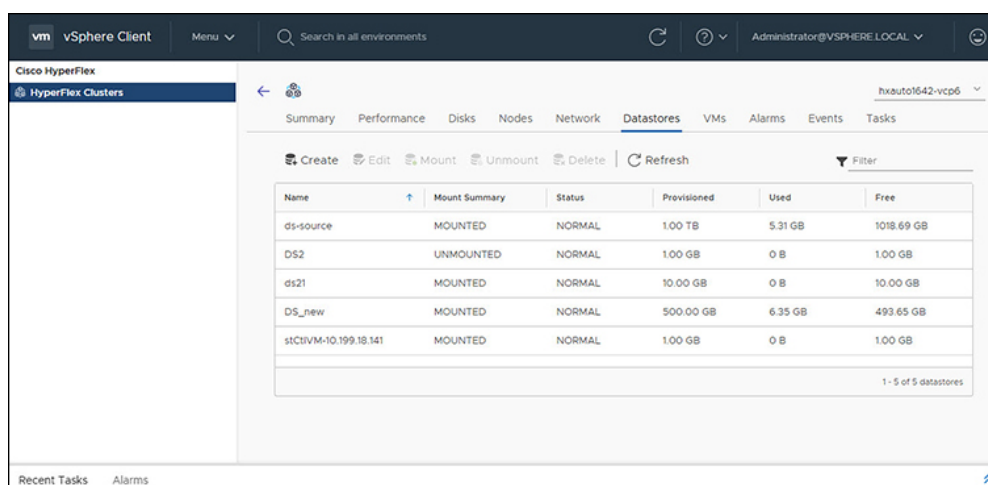 vm vSphere Client Menu Search in all environments Administrator@VSPHERE.LOCAL
Cisco HyperFlex
HyperFlex Clusters
hxauto1642-vcp6
Summary Performance Disks Nodes Network Datastores VMs Alarms Events Tasks
Create Edit Mount Unmount Delete Refresh Filter
Name Mount Summary Status Provisioned Used Free
ds-source MOUNTED NORMAL 1.00 TB 5.31 GB 1018.69 GB
DS2 UNMOUNTED NORMAL 1.00 GB 0 B 1.00 GB
ds21 MOUNTED NORMAL 10.00 GB 0 B 10.00 GB
DS_new MOUNTED NORMAL 500.00 GB 6.35 GB 493.65 GB
stCtlVM-10.199.18.141 MOUNTED NORMAL 1.00 GB 0 B 1.00 GB
1 - 5 of 5 datastores
Recent Tasks Alarms